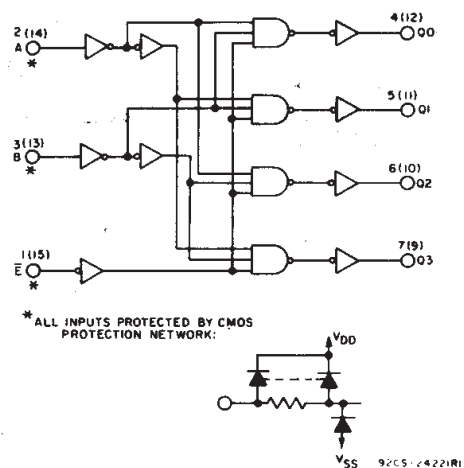 4(12)
2(14)
A
Q0
*
5(11)
Q1
3(13)
B
*
6(10)
Q2
1(15)
7(9)
E̅
Q3
*
*ALL INPUTS PROTECTED BY CMOS
PROTECTION NETWORK:
VDD
VSS
92CS-24221R1